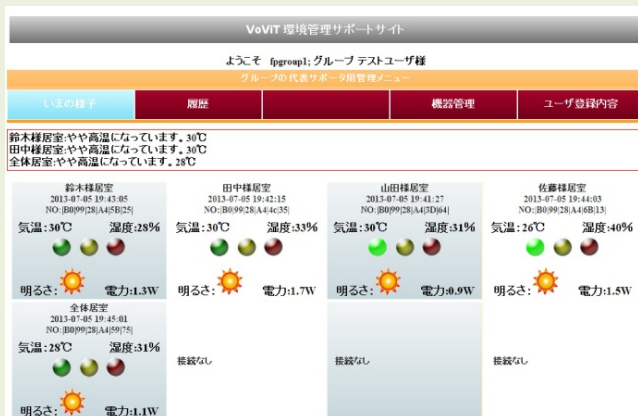 VoViT 環境管理サポートサイト
ようこそ fpgroup1; グループ テストユーザ様
グループの代表サポータ用管理メニュー
いまの様子 履歴 機器管理 ユーザ登録内容
鈴木様居室:やや高温になっています。30℃
田中様居室:やや高温になっています。30℃
全体居室:やや高温になっています。28℃
鈴木様居室 田中様居室 山田様居室 佐藤様居室
2013-07-05 19:43:05 2013-07-05 19:42:15 2013-07-05 19:41:27 2013-07-05 19:44:03
NO:|B0|99|28|A4|5B|25| NO:|B0|99|28|A4|4c|35| NO:|B0|99|28|A4|3D|64| NO:|B0|99|28|A4|6B|13|
気温:30℃ 湿度:28% 気温:30℃ 湿度:33% 気温:30℃ 湿度:31% 気温:26℃ 湿度:40%
明るさ: 電力:1.3W 明るさ: 電力:1.7W 明るさ: 電力:0.9W 明るさ: 電力:1.5W
全体居室
2013-07-05 19:45:01
NO:|B0|99|28|A4|59|75|
気温:28℃ 湿度:31%
接続なし 接続なし 接続なし
明るさ: 電力:1.1W